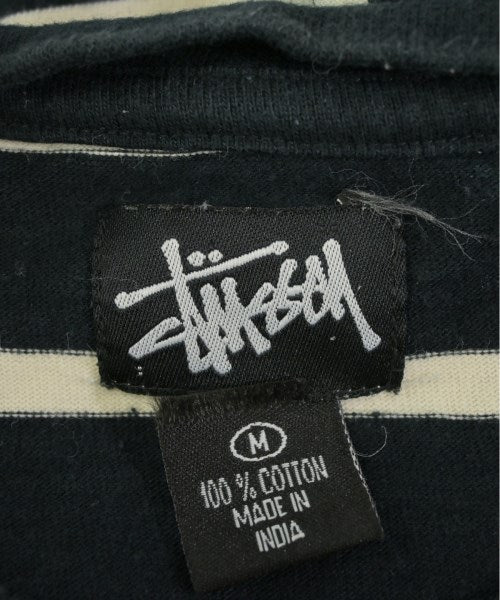 Stüssy
M
100 % COTTON
MADE IN
INDIA